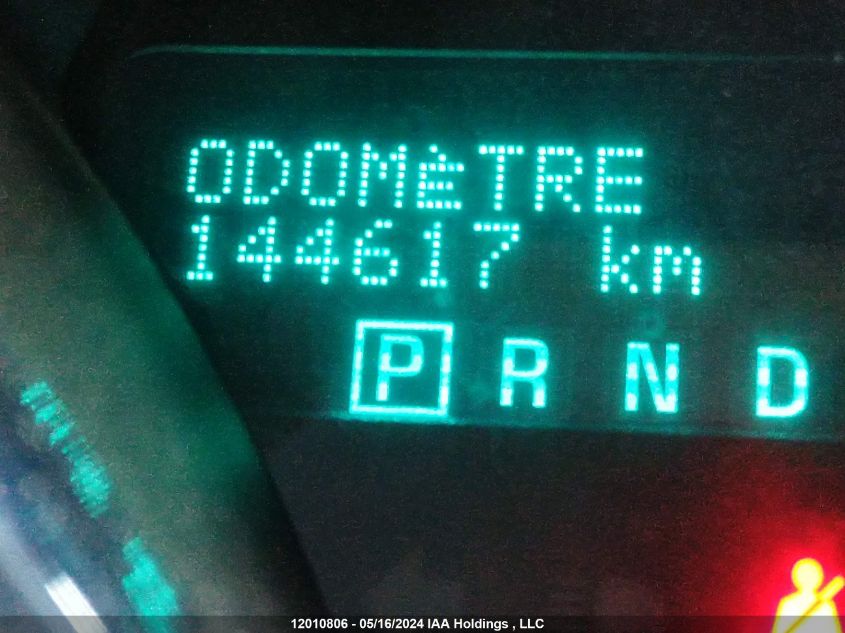 ODOMèTRE
144617 km
P R N D
12010806 - 05/16/2024 IAA Holdings , LLC